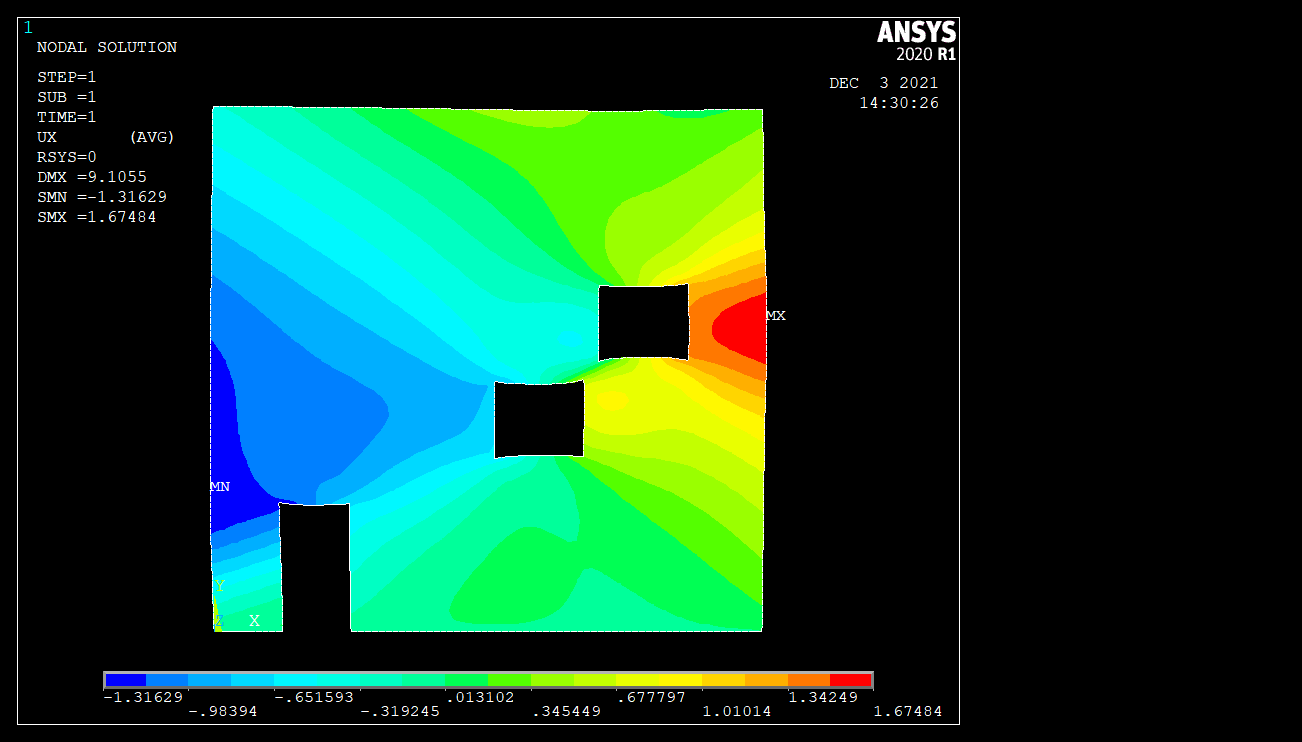 1
ANSYS
2020 R1
NODAL SOLUTION
STEP=1
SUB =1
TIME=1
UX (AVG)
RSYS=0
DMX =9.1055
SMN =-1.31629
SMX =1.67484
DEC 3 2021
14:30:26
MX
MN
Y
Z X
-1.31629 -.651593 .013102 .677797 1.34249
-.98394 -.319245 .345449 1.01014 1.67484